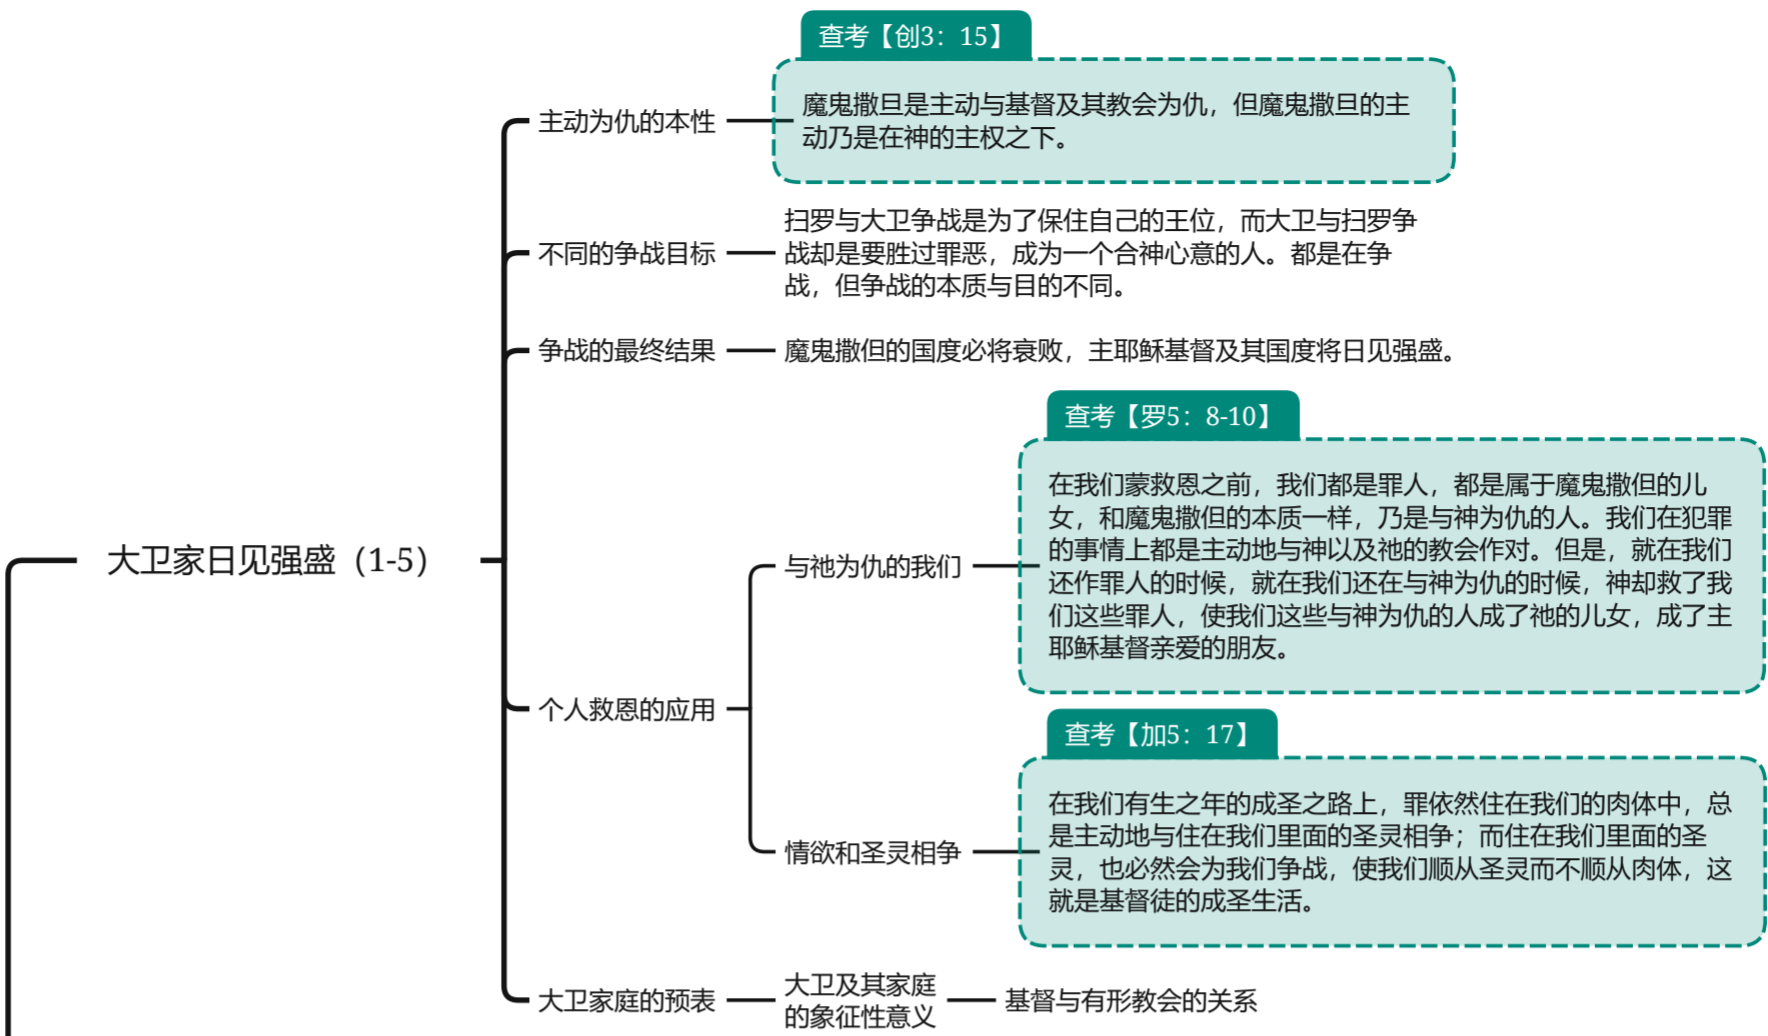 查考【创3：15】
主动为仇的本性
魔鬼撒旦是主动与基督及其教会为仇，但魔鬼撒旦的主
动乃是在神的主权之下。
不同的争战目标
扫罗与大卫争战是为了保住自己的王位，而大卫与扫罗争
战却是要胜过罪恶，成为一个合神心意的人。都是在争
战，但争战的本质与目的不同。
争战的最终结果
魔鬼撒但的国度必将衰败，主耶稣基督及其国度将日见强盛。
大卫家日见强盛（1-5）
个人救恩的应用
查考【罗5：8-10】
与祂为仇的我们
在我们蒙救恩之前，我们都是罪人，都是属于魔鬼撒但的儿
女，和魔鬼撒但的本质一样，乃是与神为仇的人。我们在犯罪
的事情上都是主动地与神以及祂的教会作对。但是，就在我们
还作罪人的时候，就在我们还在与神为仇的时候，神却救了我
们这些罪人，使我们这些与神为仇的人成了祂的儿女，成了主
耶稣基督亲爱的朋友。
查考【加5：17】
情欲和圣灵相争
在我们有生之年的成圣之路上，罪依然住在我们的肉体中，总
是主动地与住在我们里面的圣灵相争；而住在我们里面的圣
灵，也必然会为我们争战，使我们顺从圣灵而不顺从肉体，这
就是基督徒的成圣生活。
大卫家庭的预表
大卫及其家庭
的象征性意义
基督与有形教会的关系